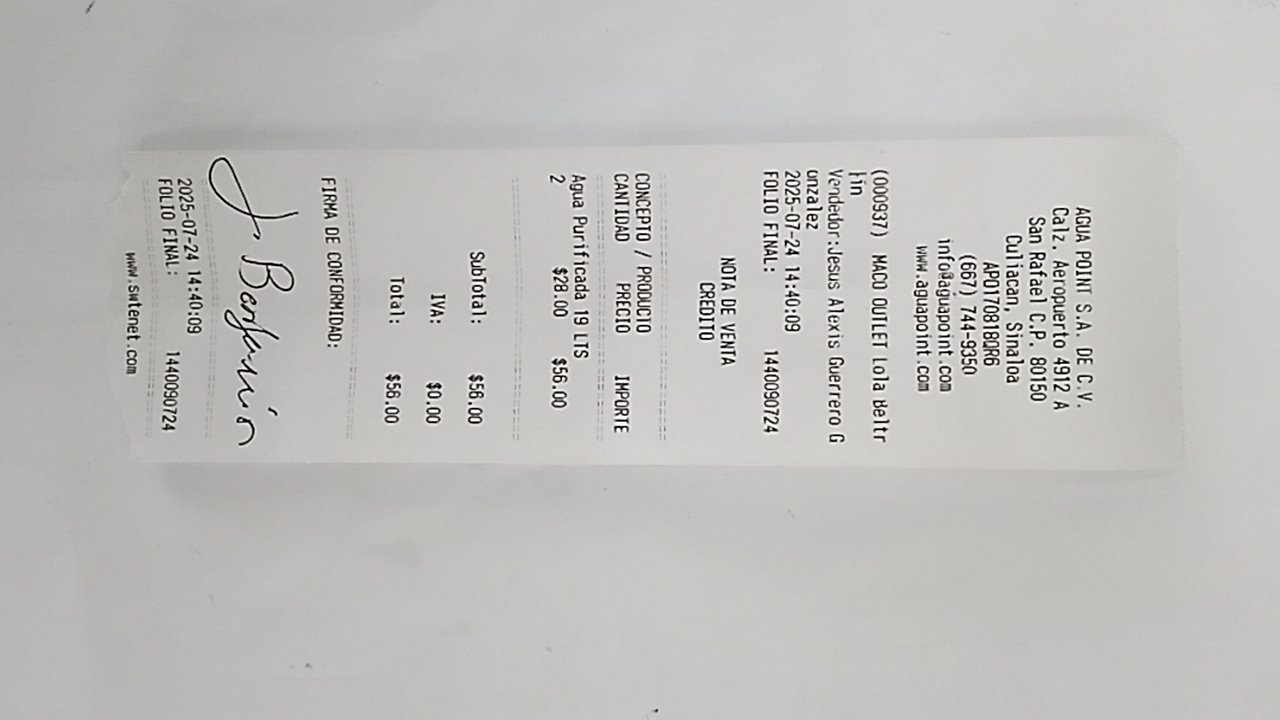 AGUA POINT S.A. DE C.V.
Calz. Aeropuerto 4912 A
San Rafael C.P. 80150
Culiacan, Sinaloa
APO170818QR6
(667) 744-9350
info@aguapoint.com
www.aguapoint.com
(000937) MACO OUTLET Lola Beltr
Vendedor:Jesus Alexis Guerrero G
unzalez
2025-07-24 14:40:09
FOLIO FINAL: 1440090724
NOTA DE VENTA
CREDITO
CONCEPTO / PRODUCTO
CANTIDAD PRECIO IMPORTE
Agua Purificada 19 LTS
2 $28.00 $56.00
SubTotal: $56.00
IVA: $0.00
Total: $56.00
FIRMA DE CONFORMIDAD:
2025-07-24 14:40:09
FOLIO FINAL: 1440090724
www.swtenet.com